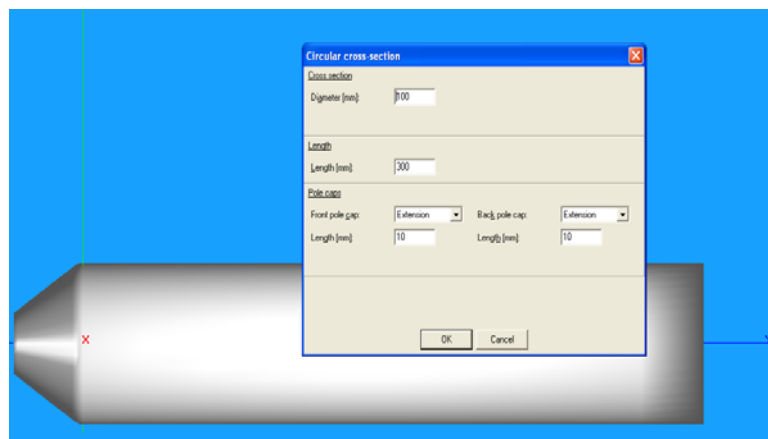 Circular cross-section
Cross section
Diameter [mm]: 100
Length
Length [mm]: 300
Pole caps
Front pole cap: Extension Back pole cap: Extension
Length [mm]: 10 Length [mm]: 10
X
OK Cancel